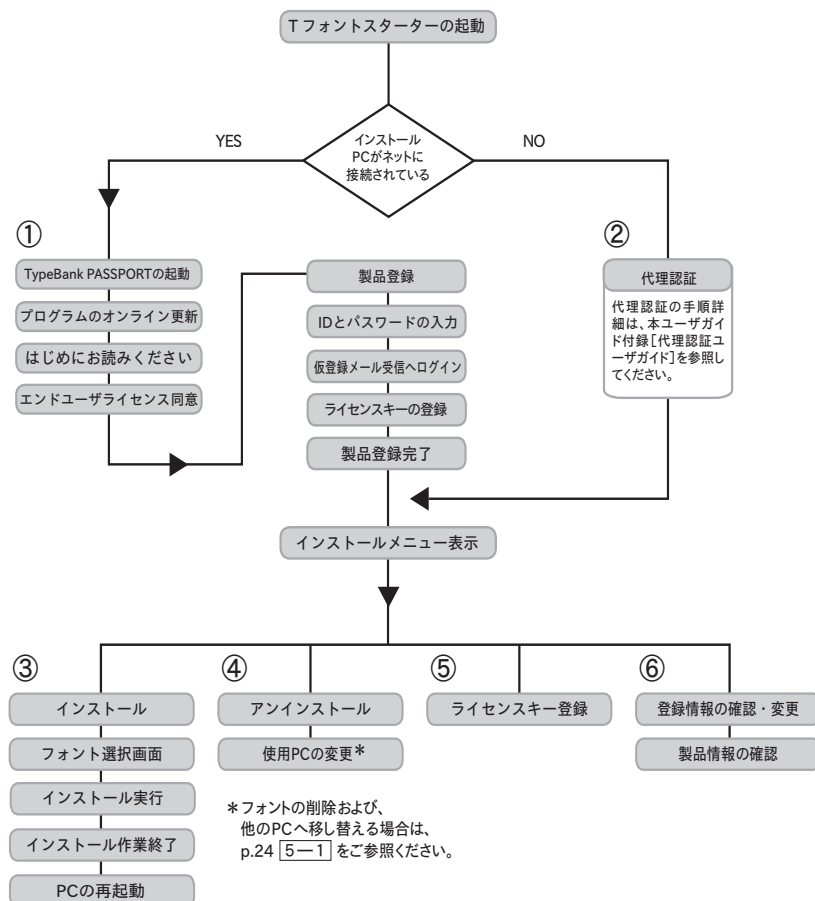 Tフォントスターターの起動
インストール
PCがネットに
接続されている
YES
NO
①
TypeBank PASSPORTの起動
プログラムのオンライン更新
はじめにお読みください
エンドユーザライセンス同意
製品登録
IDとパスワードの入力
仮登録メール受信へログイン
ライセンスキーの登録
製品登録完了
②
代理認証
代理認証の手順詳
細は、本ユーザガイ
ド付録[代理認証ユ
ーザガイド]を参照し
てください。
インストールメニュー表示
③
インストール
フォント選択画面
インストール実行
インストール作業終了
PCの再起動
④
アンインストール
使用PCの変更*
*フォントの削除および、
他のPCへ移し替える場合は、
p.24 5―1 をご参照ください。
⑤
ライセンスキー登録
⑥
登録情報の確認・変更
製品情報の確認